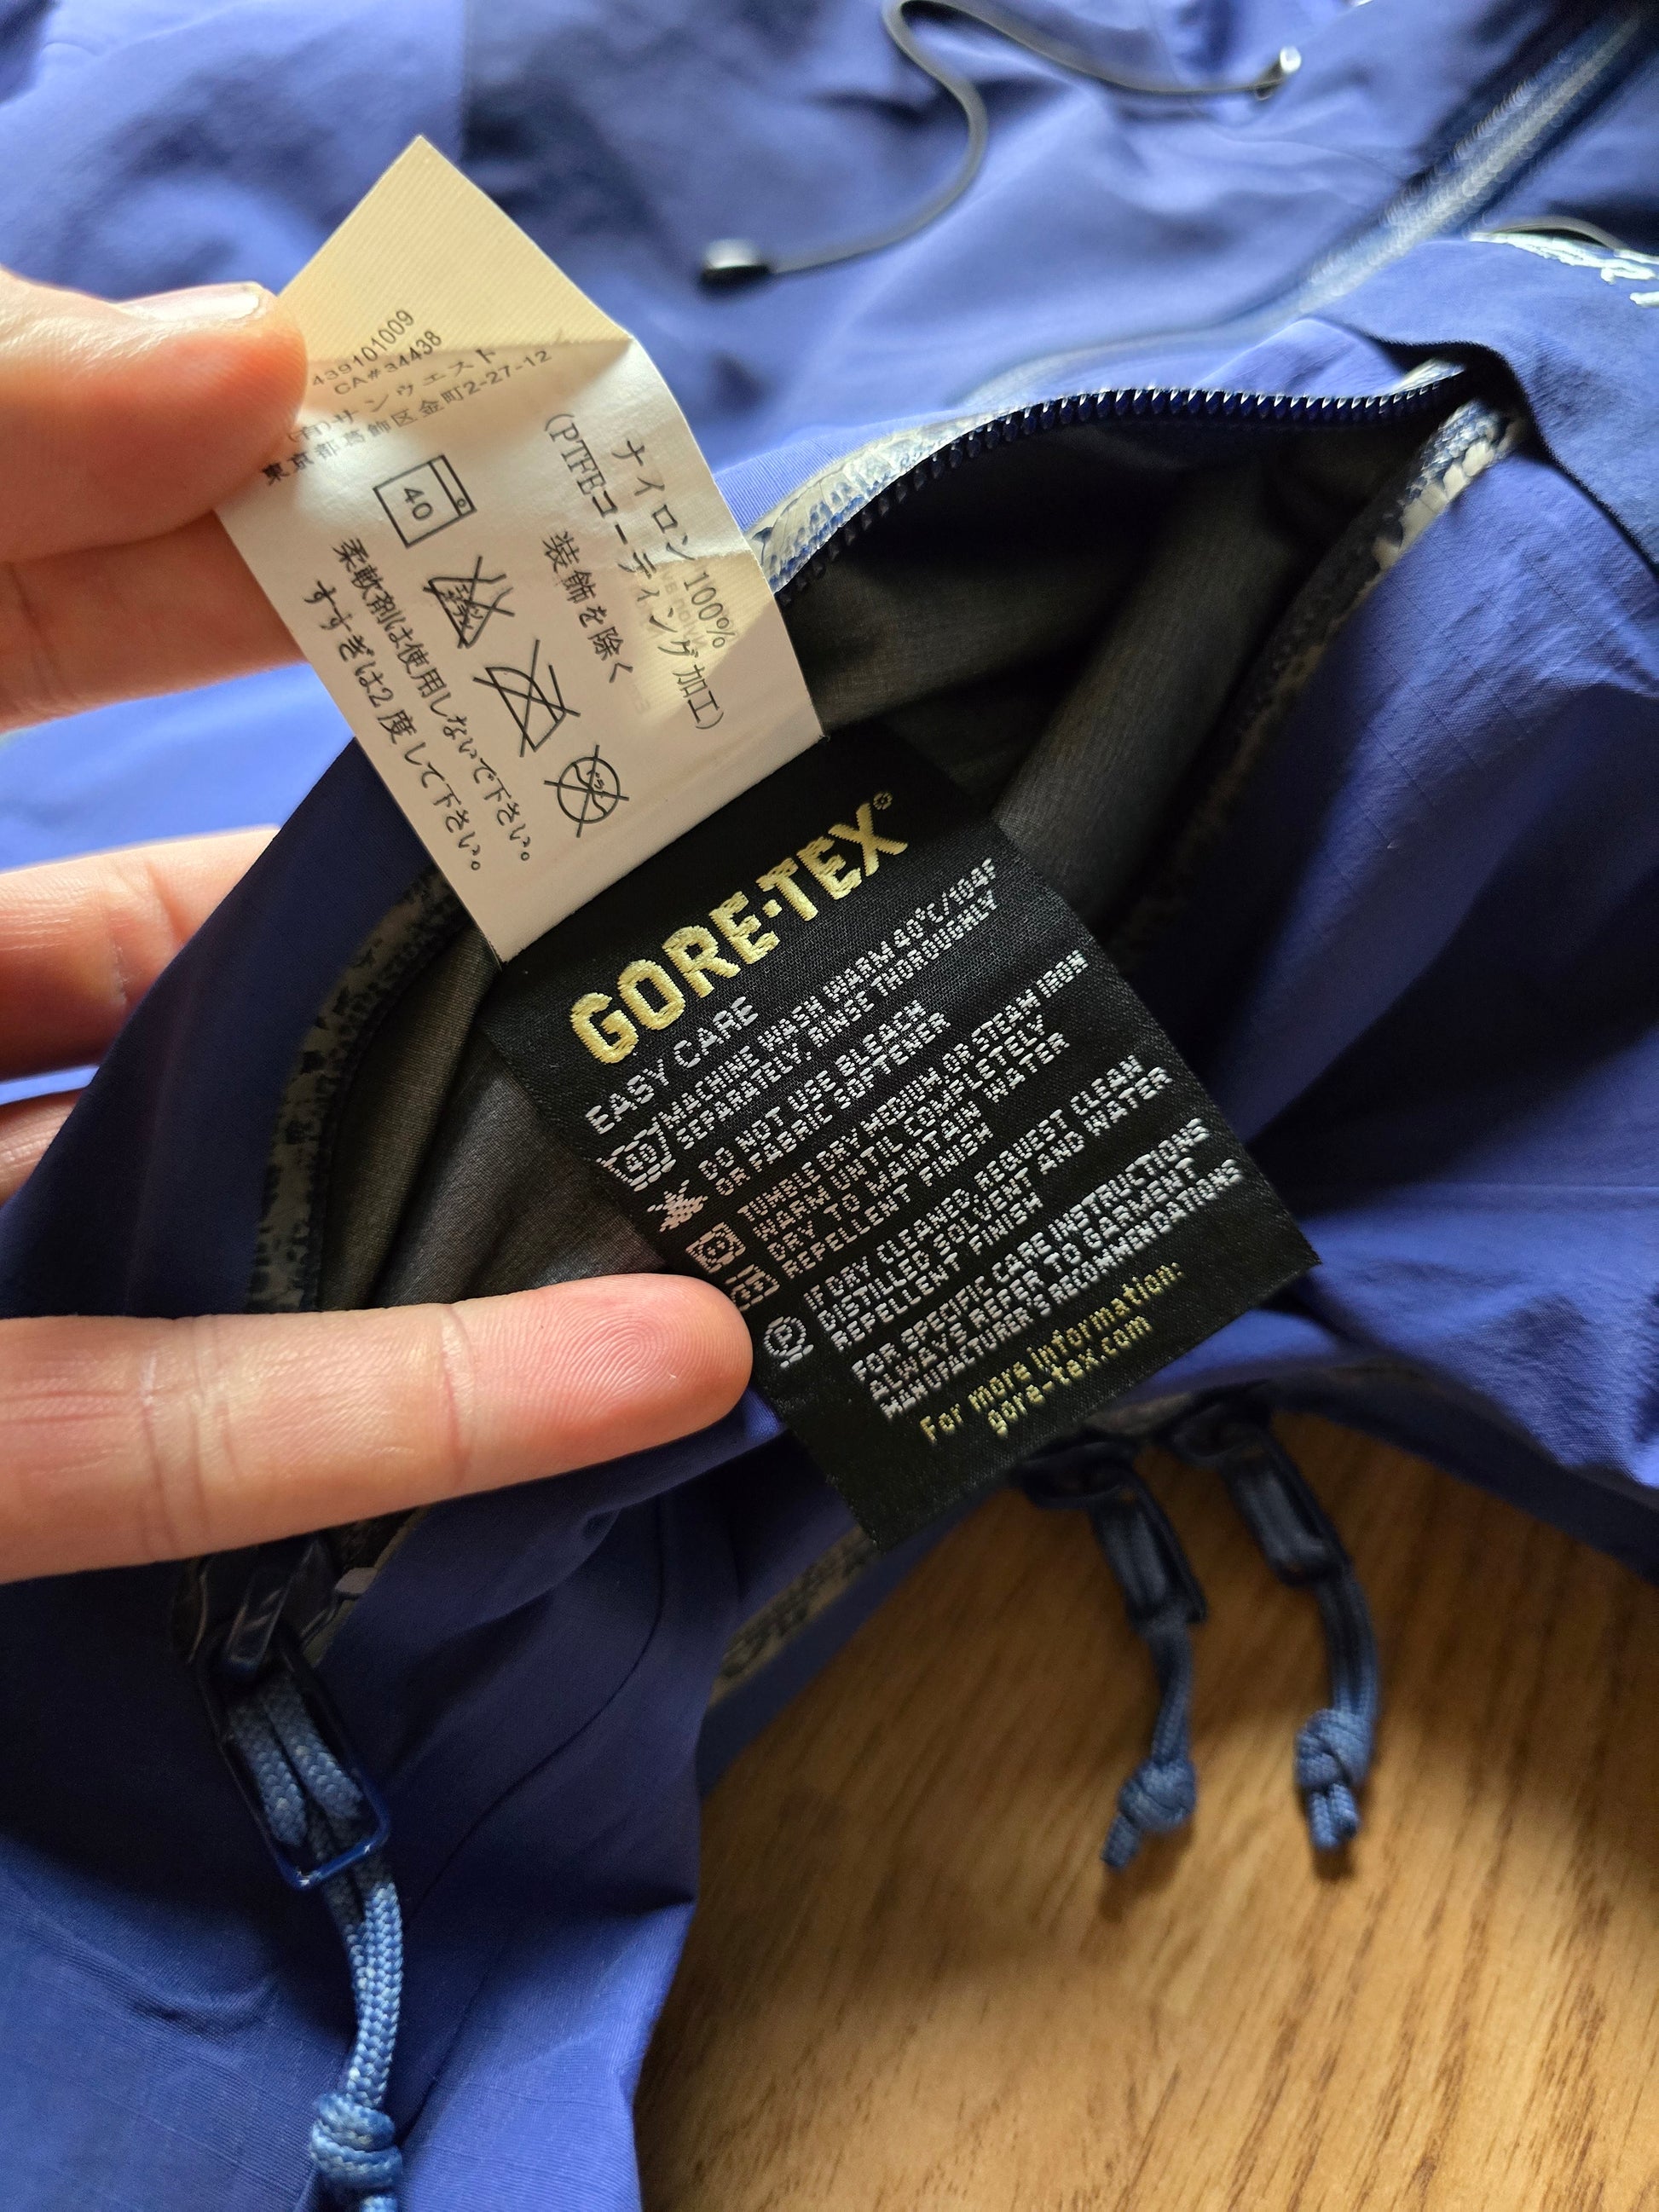 439101009
CA#34438
(有)サンウエスト
東京都葛飾区金町2-27-12
40
柔軟剤は使用しないで下さい。
すすぎは2度して下さい。
ナイロン100%
(PTFEコーティング加工)
装飾を除く
GORE-TEX®
EASY CARE
40
MACHINE WASH WARM 40°C/104F
SEPARATELY, RINSE THOROUGHLY
DO NOT USE BLEACH
OR FABRIC SOFTENER
TUMBLE DRY MEDIUM, OR STEAM IRON
WARM UNTIL COMPLETELY
DRY TO MAINTAIN WATER
REPELLENT FINISH
P
IF DRY CLEANED, REQUEST CLEAN
DISTILLED SOLVENT AND WATER
REPELLENT FINISH
FOR SPECIFIC CARE INSTRUCTIONS
ALWAYS REFER TO GARMENT
MANUFACTURER'S RECOMMENDATIONS
For more information:
gore-tex.com